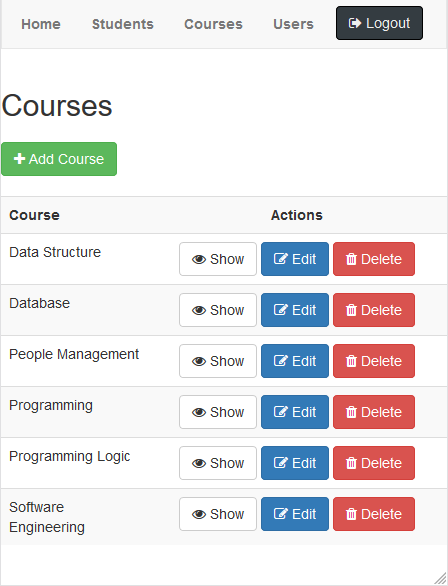 Home Students Courses Users Logout
Courses
Add Course
Course Actions
Data Structure Show Edit Delete
Database Show Edit Delete
People Management Show Edit Delete
Programming Show Edit Delete
Programming Logic Show Edit Delete
Software Show Edit Delete
Engineering